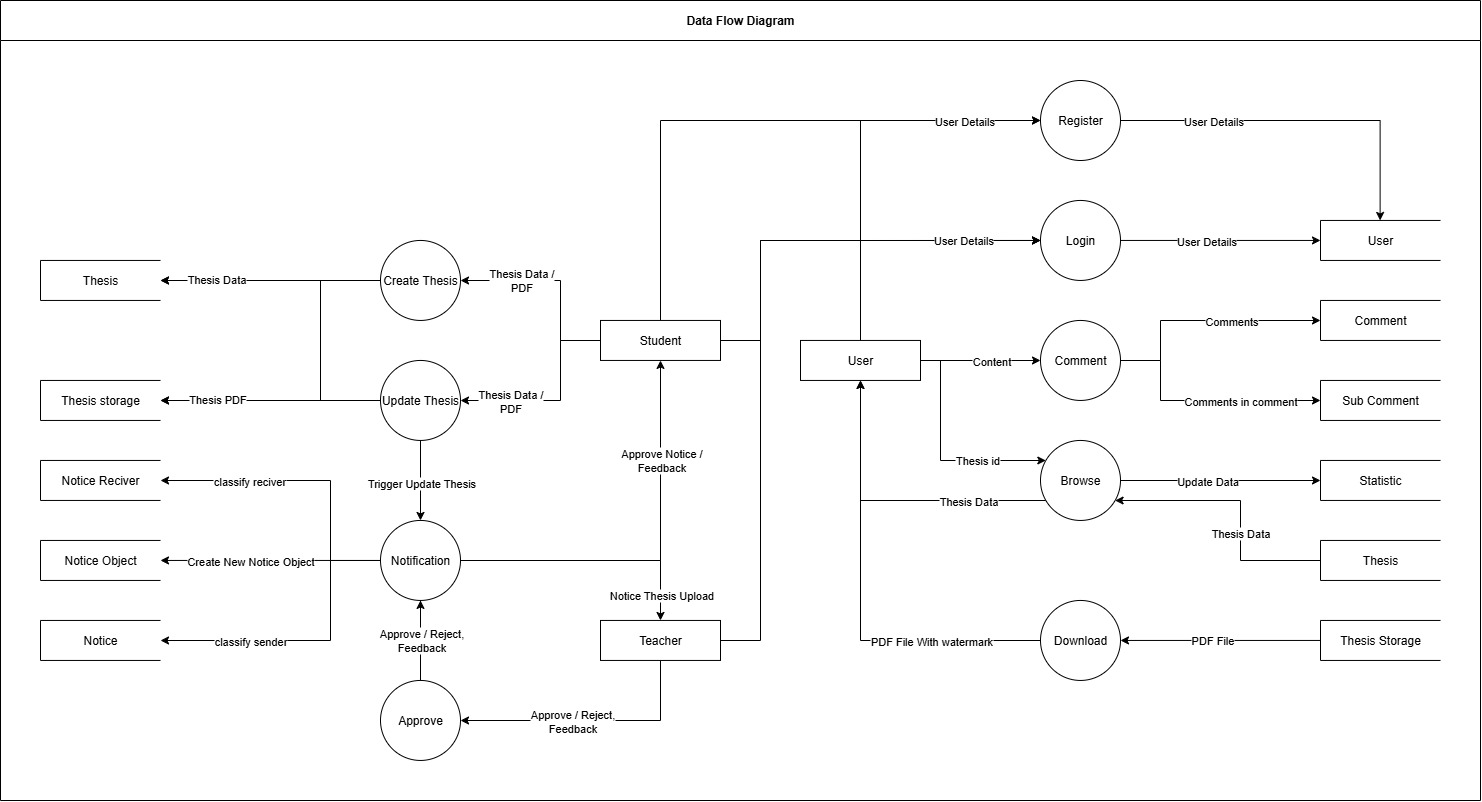 Data Flow Diagram
User Details
Register
User Details
User Details
Login
User Details
User
Thesis
Thesis Data
Create Thesis
Thesis Data /
PDF
Student
User
Content
Comment
Comments
Comment
Comments in comment
Sub Comment
Thesis storage
Thesis PDF
Update Thesis
Thesis Data /
PDF
Approve Notice /
Feedback
Thesis id
Browse
Update Data
Statistic
Thesis Data
Thesis Data
Thesis
Notice Reciver
classify reciver
Trigger Update Thesis
Notice Object
Create New Notice Object
Notification
Notice Thesis Upload
Notice
classify sender
Approve / Reject,
Feedback
Teacher
PDF File With watermark
Download
PDF File
Thesis Storage
Approve
Approve / Reject,
Feedback